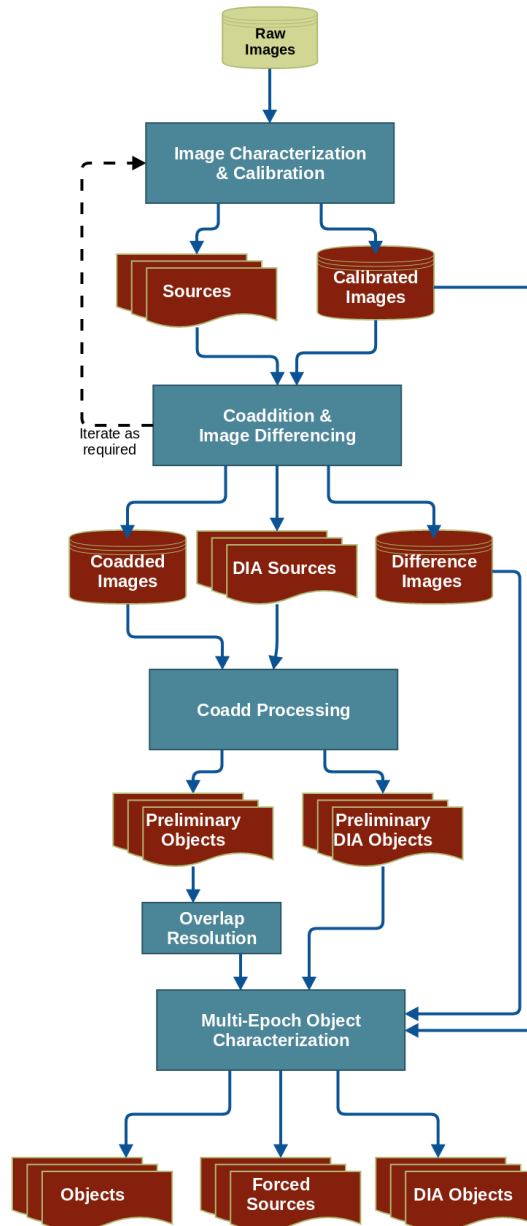 Raw
Images
Image Characterization
& Calibration
Sources
Calibrated
Images
Coaddition &
Image Differencing
Iterate as
required
Coadded
Images
DIA Sources
Difference
Images
Coadd Processing
Preliminary
Objects
Preliminary
DIA Objects
Overlap
Resolution
Multi-Epoch Object
Characterization
Objects
Forced
Sources
DIA Objects